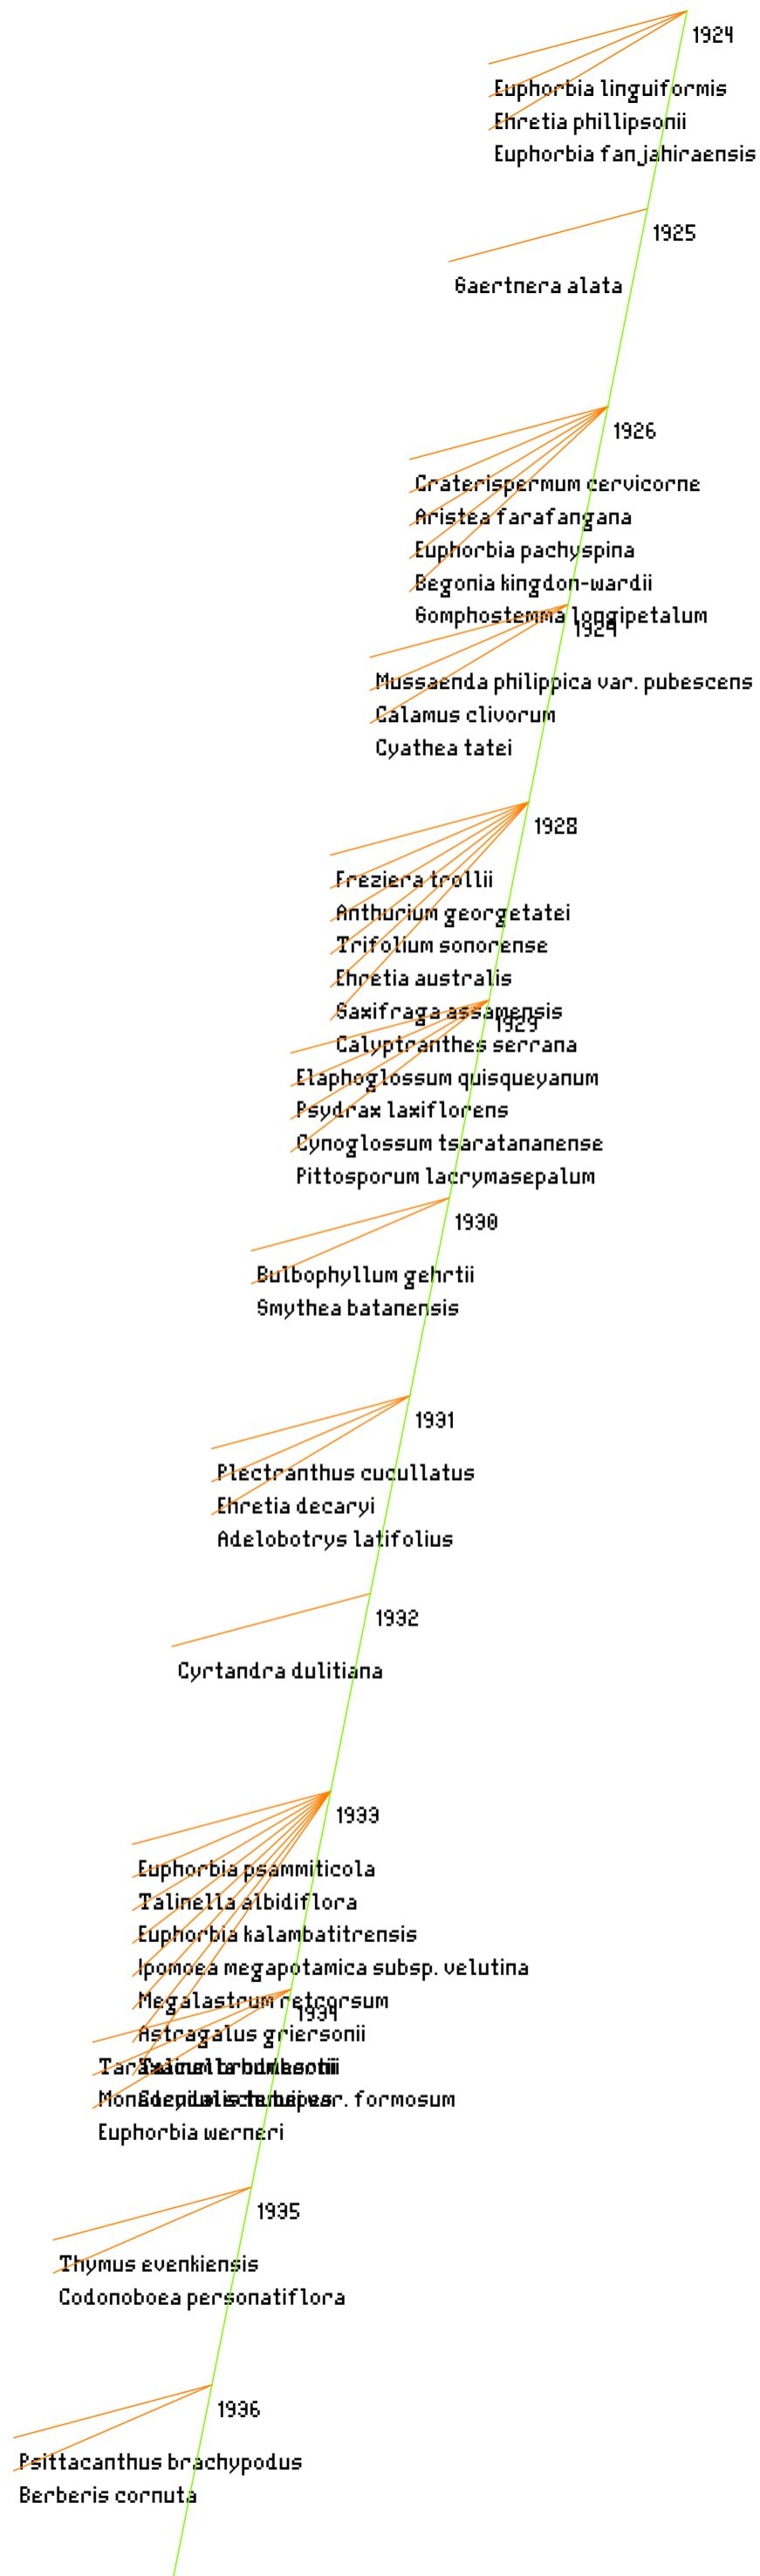 1924
Euphorbia linguiformis
Ehretia phillipsonii
Euphorbia fanjahiraensis
1925
Gaertnera alata
1926
Craterispermum cervicorne
Aristea farafangana
Euphorbia pachyspina
Begonia kingdon-wardii
Gomphostemma longipetalum
Mussaenda philippica var. pubescens
Calamus clivorum
Cyathea tatei
1928
Freziera trollii
Anthurium georgetatei
Trifolium sonorense
Ehretia australis
Saxifraga assamensis
1929
Calyptranthes serrana
Elaphoglossum quisqueyanum
Psydrax laxiflorens
Cynoglossum tsaratananense
Pittosporum lacrymasepalum
1930
Bulbophyllum gehrtii
Smythea batanensis
1931
Plectranthus cucullatus
Ehretia decaryi
Adelobotrys latifolius
1932
Cyrtandra dulitiana
1933
Euphorbia psammiticola
Talinella albidiflora
Euphorbia kalambatitrensis
Ipomoea megapotamica subsp. velutina
Megalastrum retrorsum
1934
Astragalus griersonii
formosum
Euphorbia werneri
1935
Thymus evenkiensis
Codonoboea personatiflora
1936
Psittacanthus brachypodus
Berberis cornuta